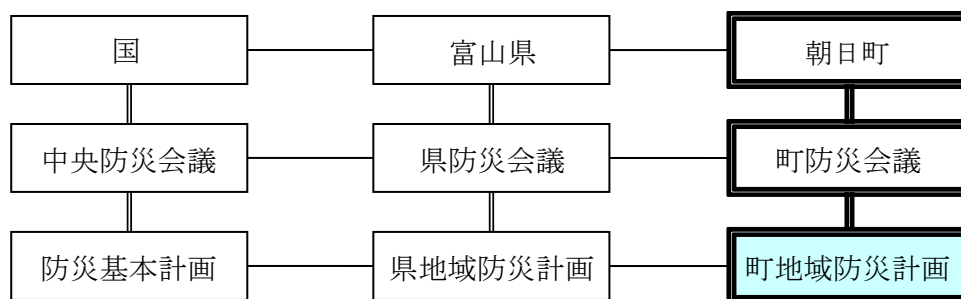 国
富山県
朝日町
中央防災会議
県防災会議
町防災会議
防災基本計画
県地域防災計画
町地域防災計画